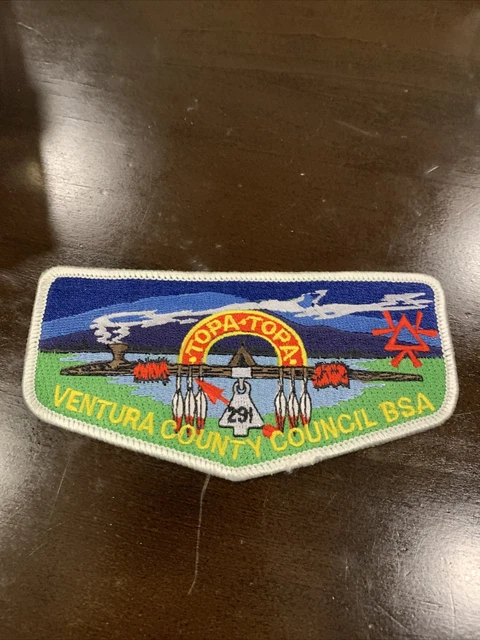 ·TOPA·TOPA·
291
VENTURA COUNTY COUNCIL BSA